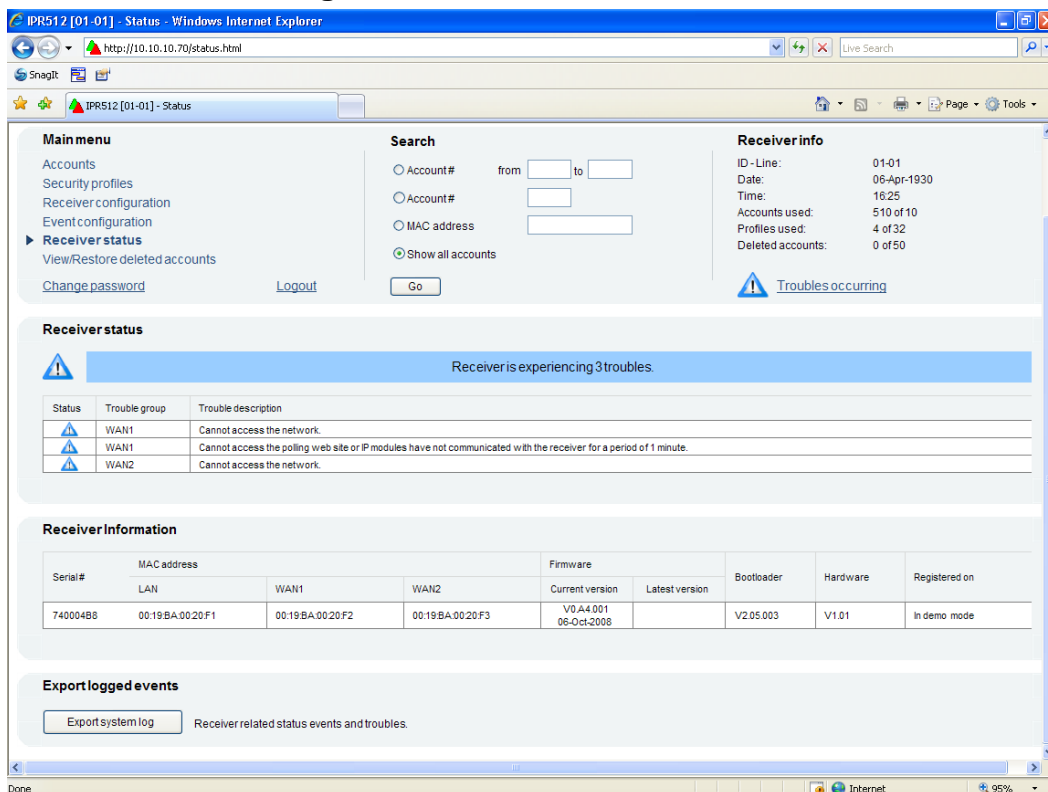 IPR512 [01-01] - Status - Windows Internet Explorer
http://10.10.10.70/status.html
Live Search
SnagIt
IPR512 [01-01] - Status
Page
Tools
Main menu
Accounts
Security profiles
Receiver configuration
Event configuration
Receiver status
View/Restore deleted accounts
Change password
Logout
Search
Account# from to
Account#
MAC address
Show all accounts
Go
Receiver info
ID - Line: 01-01
Date: 06-Apr-1930
Time: 16:25
Accounts used: 510 of 10
Profiles used: 4 of 32
Deleted accounts: 0 of 50
Troubles occurring
Receiver status
Receiver is experiencing 3 troubles.
Status Trouble group Trouble description
WAN1 Cannot access the network.
WAN1 Cannot access the polling web site or IP modules have not communicated with the receiver for a period of 1 minute.
WAN2 Cannot access the network.
Receiver Information
Serial# MAC address Firmware Bootloader Hardware Registered on
LAN WAN1 WAN2 Current version Latest version
740004B8 00:19:BA:00:20:F1 00:19:BA:00:20:F2 00:19:BA:00:20:F3 V0.A4.001 V2.05.003 V1.01 In demo mode
06-Oct-2008
Export logged events
Export system log Receiver related status events and troubles.
Done
Internet
95%